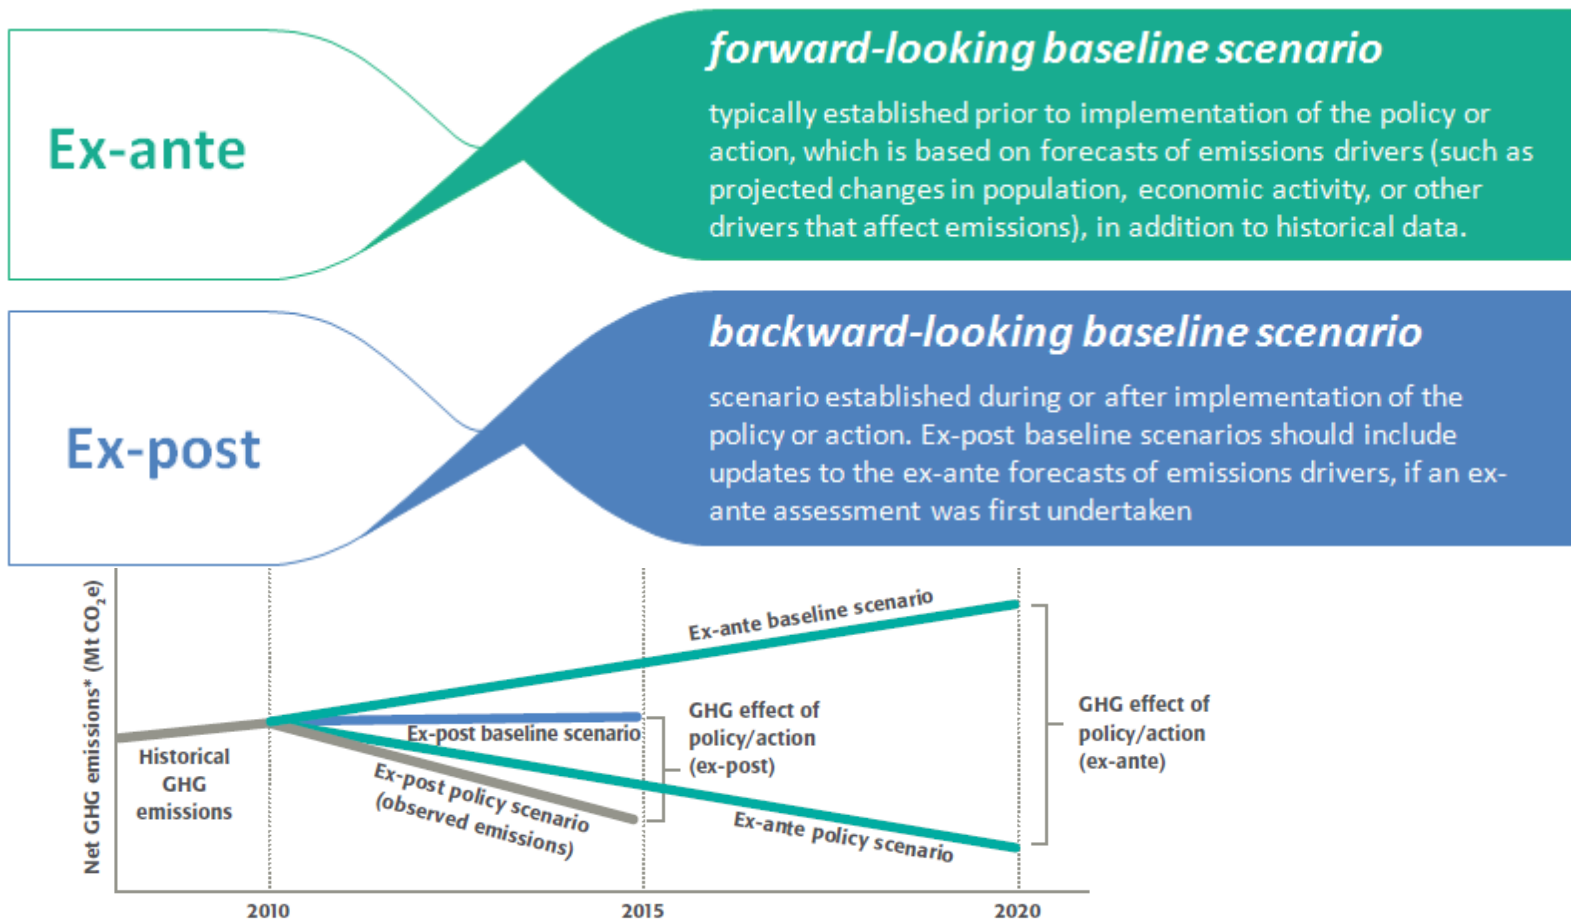 Ex-ante
forward-looking baseline scenario
typically established prior to implementation of the policy or
action, which is based on forecasts of emissions drivers (such as
projected changes in population, economic activity, or other
drivers that affect emissions), in addition to historical data.
Ex-post
backward-looking baseline scenario
scenario established during or after implementation of the
policy or action. Ex-post baseline scenarios should include
updates to the ex-ante forecasts of emissions drivers, if an ex-
ante assessment was first undertaken
Net GHG emissions* (Mt CO₂e)
Historical
GHG
emissions
Ex-ante baseline scenario
Ex-post baseline scenario
Ex-post policy scenario
(observed emissions)
Ex-ante policy scenario
GHG effect of
policy/action
(ex-post)
GHG effect of
policy/action
(ex-ante)
2010
2015
2020